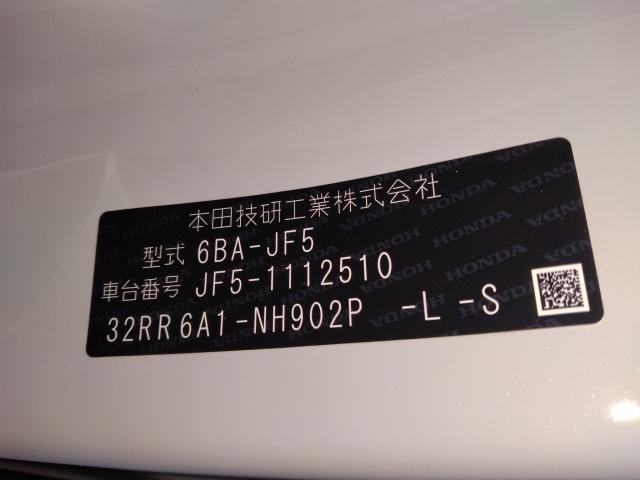 本田技研工業株式会社
型式 6BA-JF5
車台番号 JF5-1112510
32RR6A1-NH902P -L-S